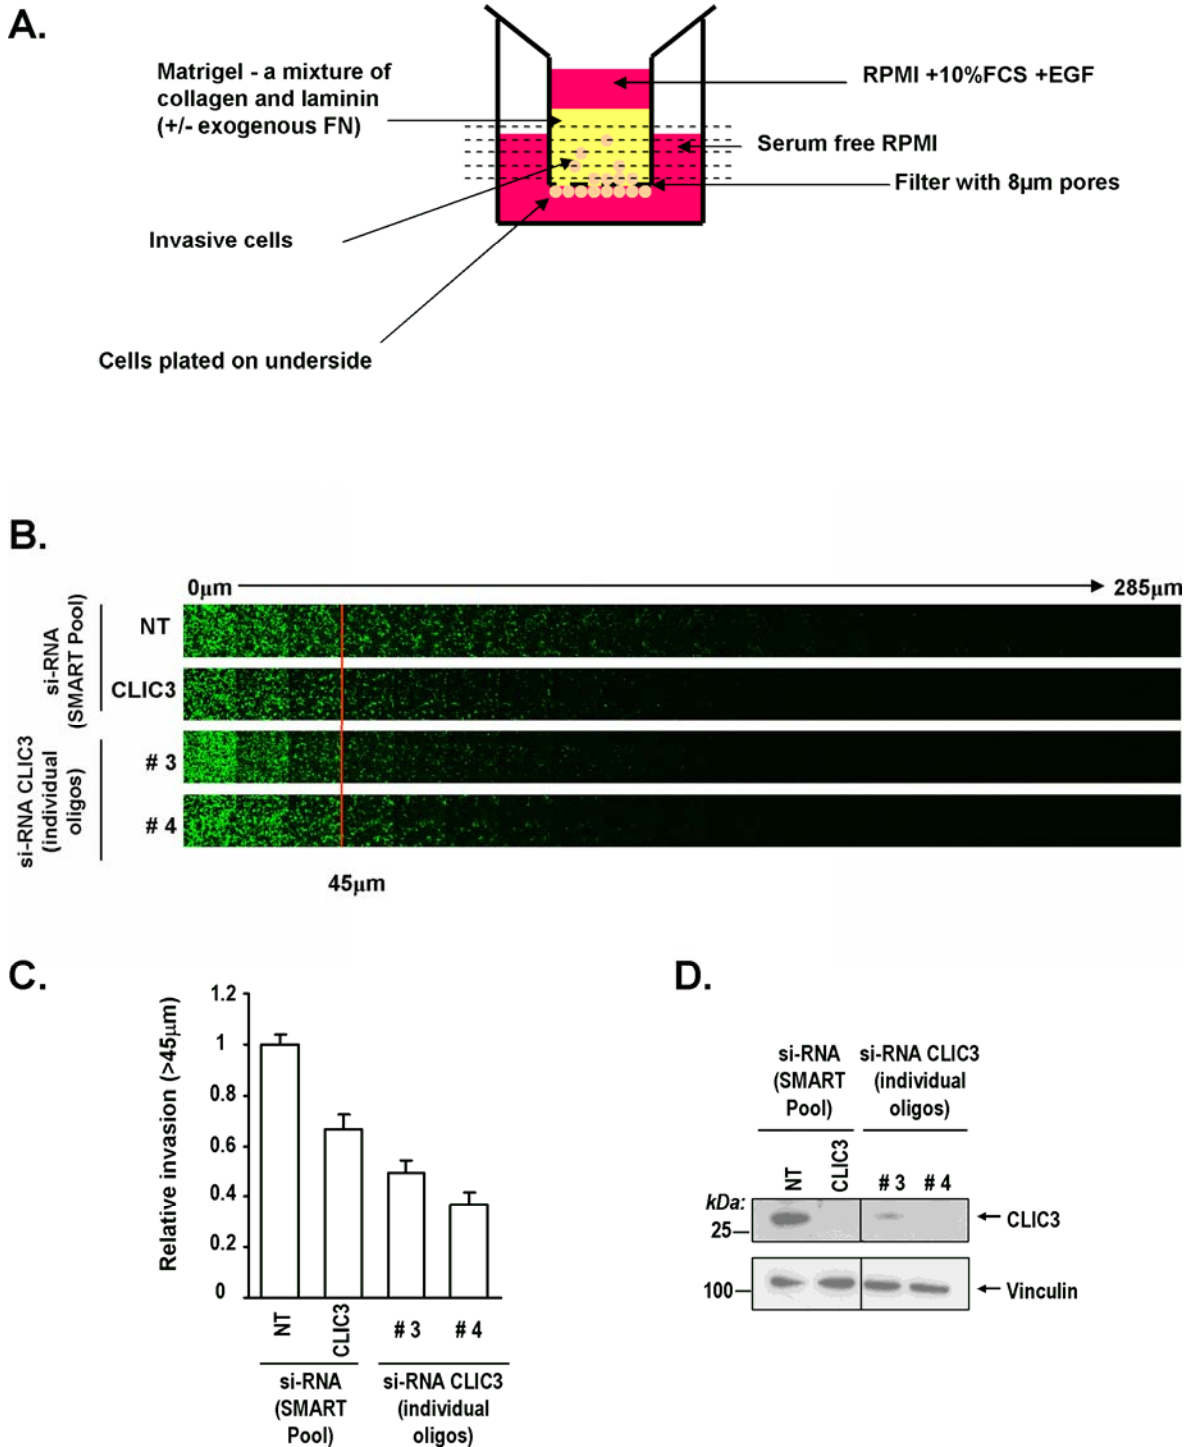 A.
Matrigel - a mixture of
collagen and laminin
(+/- exogenous FN)
RPMI +10%FCS +EGF
Serum free RPMI
Filter with 8µm pores
Invasive cells
Cells plated on underside
B.
0µm
285µm
si-RNA
(SMART Pool)
NT
CLIC3
si-RNA CLIC3
(individual
oligos)
# 3
# 4
45µm
C.
Relative invasion (>45µm)
1.2
1
0.8
0.6
0.4
0.2
0
NT
CLIC3
# 3
# 4
si-RNA
(SMART
Pool)
si-RNA CLIC3
(individual
oligos)
D.
si-RNA
(SMART
Pool)
si-RNA CLIC3
(individual
oligos)
NT
CLIC3
# 3
# 4
kDa:
25
CLIC3
100
Vinculin